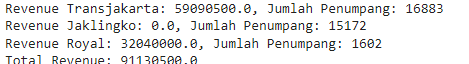 Revenue Transjakarta: 59090500.0, Jumlah Penumpang: 16883
Revenue Jaklingko: 0.0, Jumlah Penumpang: 15172
Revenue Royal: 32040000.0, Jumlah Penumpang: 1602
Total Revenue: 91130500.0